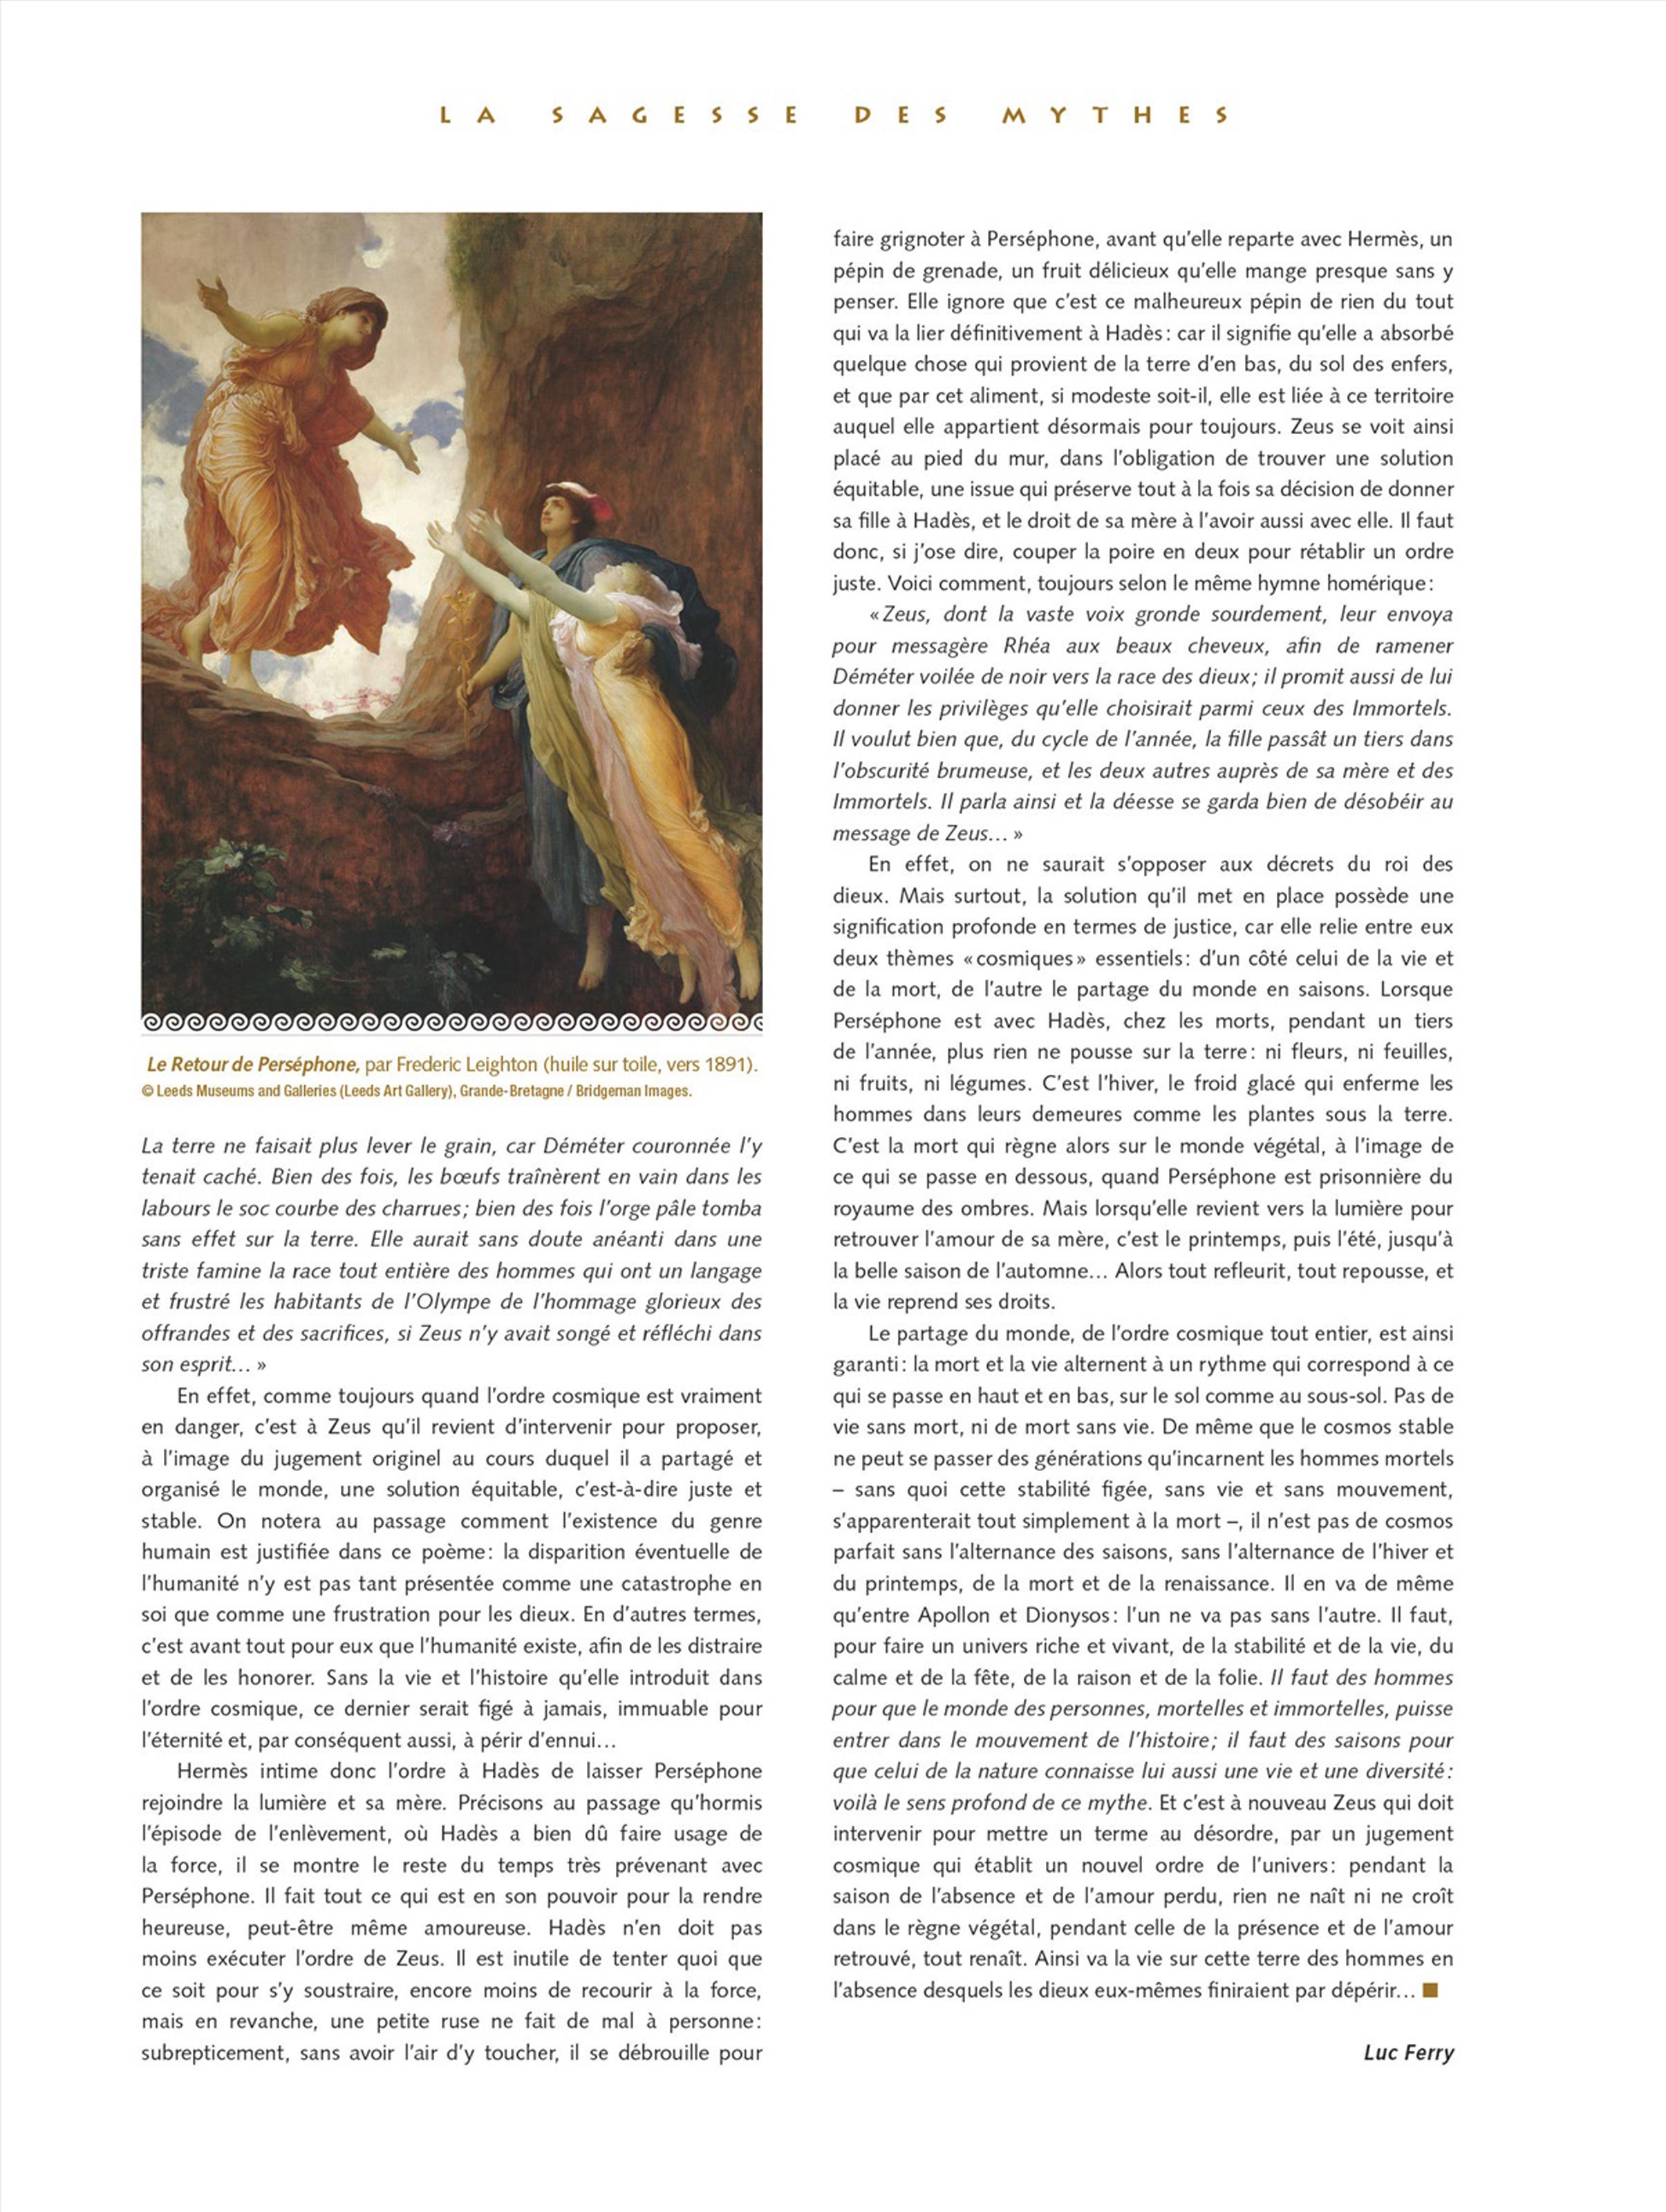 LA SAGESSE DES MYTHES
Le Retour de Perséphone, par Frederic Leighton (huile sur toile, vers 1891).
© Leeds Museums and Galleries (Leeds Art Gallery), Grande-Bretagne / Bridgeman Images.
La terre ne faisait plus lever le grain, car Déméter couronnée l’y
tenait caché. Bien des fois, les bœufs traînèrent en vain dans les
labours le soc courbe des charrues ; bien des fois l’orge pâle tomba
sans effet sur la terre. Elle aurait sans doute anéanti dans une
triste famine la race tout entière des hommes qui ont un langage
et frustré les habitants de l’Olympe de l’hommage glorieux des
offrandes et des sacrifices, si Zeus n’y avait songé et réfléchi dans
son esprit… »
En effet, comme toujours quand l’ordre cosmique est vraiment
en danger, c’est à Zeus qu’il revient d’intervenir pour proposer,
à l’image du jugement originel au cours duquel il a partagé et
organisé le monde, une solution équitable, c’est-à-dire juste et
stable. On notera au passage comment l’existence du genre
humain est justifiée dans ce poème : la disparition éventuelle de
l’humanité n’y est pas tant présentée comme une catastrophe en
soi que comme une frustration pour les dieux. En d’autres termes,
c’est avant tout pour eux que l’humanité existe, afin de les distraire
et de les honorer. Sans la vie et l’histoire qu’elle introduit dans
l’ordre cosmique, ce dernier serait figé à jamais, immuable pour
l’éternité et, par conséquent aussi, à périr d’ennui…
Hermès intime donc l’ordre à Hadès de laisser Perséphone
rejoindre la lumière et sa mère. Précisons au passage qu’hormis
l’épisode de l’enlèvement, où Hadès a bien dû faire usage de
la force, il se montre le reste du temps très prévenant avec
Perséphone. Il fait tout ce qui est en son pouvoir pour la rendre
heureuse, peut-être même amoureuse. Hadès n’en doit pas
moins exécuter l’ordre de Zeus. Il est inutile de tenter quoi que
ce soit pour s’y soustraire, encore moins de recourir à la force,
mais en revanche, une petite ruse ne fait de mal à personne :
subrepticement, sans avoir l’air d’y toucher, il se débrouille pour
faire grignoter à Perséphone, avant qu’elle reparte avec Hermès, un
pépin de grenade, un fruit délicieux qu’elle mange presque sans y
penser. Elle ignore que c’est ce malheureux pépin de rien du tout
qui va la lier définitivement à Hadès : car il signifie qu’elle a absorbé
quelque chose qui provient de la terre d’en bas, du sol des enfers,
et que par cet aliment, si modeste soit-il, elle est liée à ce territoire
auquel elle appartient désormais pour toujours. Zeus se voit ainsi
placé au pied du mur, dans l’obligation de trouver une solution
équitable, une issue qui préserve tout à la fois sa décision de donner
sa fille à Hadès, et le droit de sa mère à l’avoir aussi avec elle. Il faut
donc, si j’ose dire, couper la poire en deux pour rétablir un ordre
juste. Voici comment, toujours selon le même hymne homérique :
« Zeus, dont la vaste voix gronde sourdement, leur envoya
pour messagère Rhéa aux beaux cheveux, afin de ramener
Déméter voilée de noir vers la race des dieux ; il promit aussi de lui
donner les privilèges qu’elle choisirait parmi ceux des Immortels.
Il voulut bien que, du cycle de l’année, la fille passât un tiers dans
l’obscurité brumeuse, et les deux autres auprès de sa mère et des
Immortels. Il parla ainsi et la déesse se garda bien de désobéir au
message de Zeus… »
En effet, on ne saurait s’opposer aux décrets du roi des
dieux. Mais surtout, la solution qu’il met en place possède une
signification profonde en termes de justice, car elle relie entre eux
deux thèmes « cosmiques » essentiels : d’un côté celui de la vie et
de la mort, de l’autre le partage du monde en saisons. Lorsque
Perséphone est avec Hadès, chez les morts, pendant un tiers
de l’année, plus rien ne pousse sur la terre : ni fleurs, ni feuilles,
ni fruits, ni légumes. C’est l’hiver, le froid glacé qui enferme les
hommes dans leurs demeures comme les plantes sous la terre.
C’est la mort qui règne alors sur le monde végétal, à l’image de
ce qui se passe en dessous, quand Perséphone est prisonnière du
royaume des ombres. Mais lorsqu’elle revient vers la lumière pour
retrouver l’amour de sa mère, c’est le printemps, puis l’été, jusqu’à
la belle saison de l’automne… Alors tout refleurit, tout repousse, et
la vie reprend ses droits.
Le partage du monde, de l’ordre cosmique tout entier, est ainsi
garanti : la mort et la vie alternent à un rythme qui correspond à ce
qui se passe en haut et en bas, sur le sol comme au sous-sol. Pas de
vie sans mort, ni de mort sans vie. De même que le cosmos stable
ne peut se passer des générations qu’incarnent les hommes mortels
– sans quoi cette stabilité figée, sans vie et sans mouvement,
s’apparenterait tout simplement à la mort –, il n’est pas de cosmos
parfait sans l’alternance des saisons, sans l’alternance de l’hiver et
du printemps, de la mort et de la renaissance. Il en va de même
qu’entre Apollon et Dionysos : l’un ne va pas sans l’autre. Il faut,
pour faire un univers riche et vivant, de la stabilité et de la vie, du
calme et de la fête, de la raison et de la folie. Il faut des hommes
pour que le monde des personnes, mortelles et immortelles, puisse
entrer dans le mouvement de l’histoire ; il faut des saisons pour
que celui de la nature connaisse lui aussi une vie et une diversité :
voilà le sens profond de ce mythe. Et c’est à nouveau Zeus qui doit
intervenir pour mettre un terme au désordre, par un jugement
cosmique qui établit un nouvel ordre de l’univers : pendant la
saison de l’absence et de l’amour perdu, rien ne naît ni ne croît
dans le règne végétal, pendant celle de la présence et de l’amour
retrouvé, tout renaît. Ainsi va la vie sur cette terre des hommes en
l’absence desquels les dieux eux-mêmes finiraient par dépérir… ■
Luc Ferry